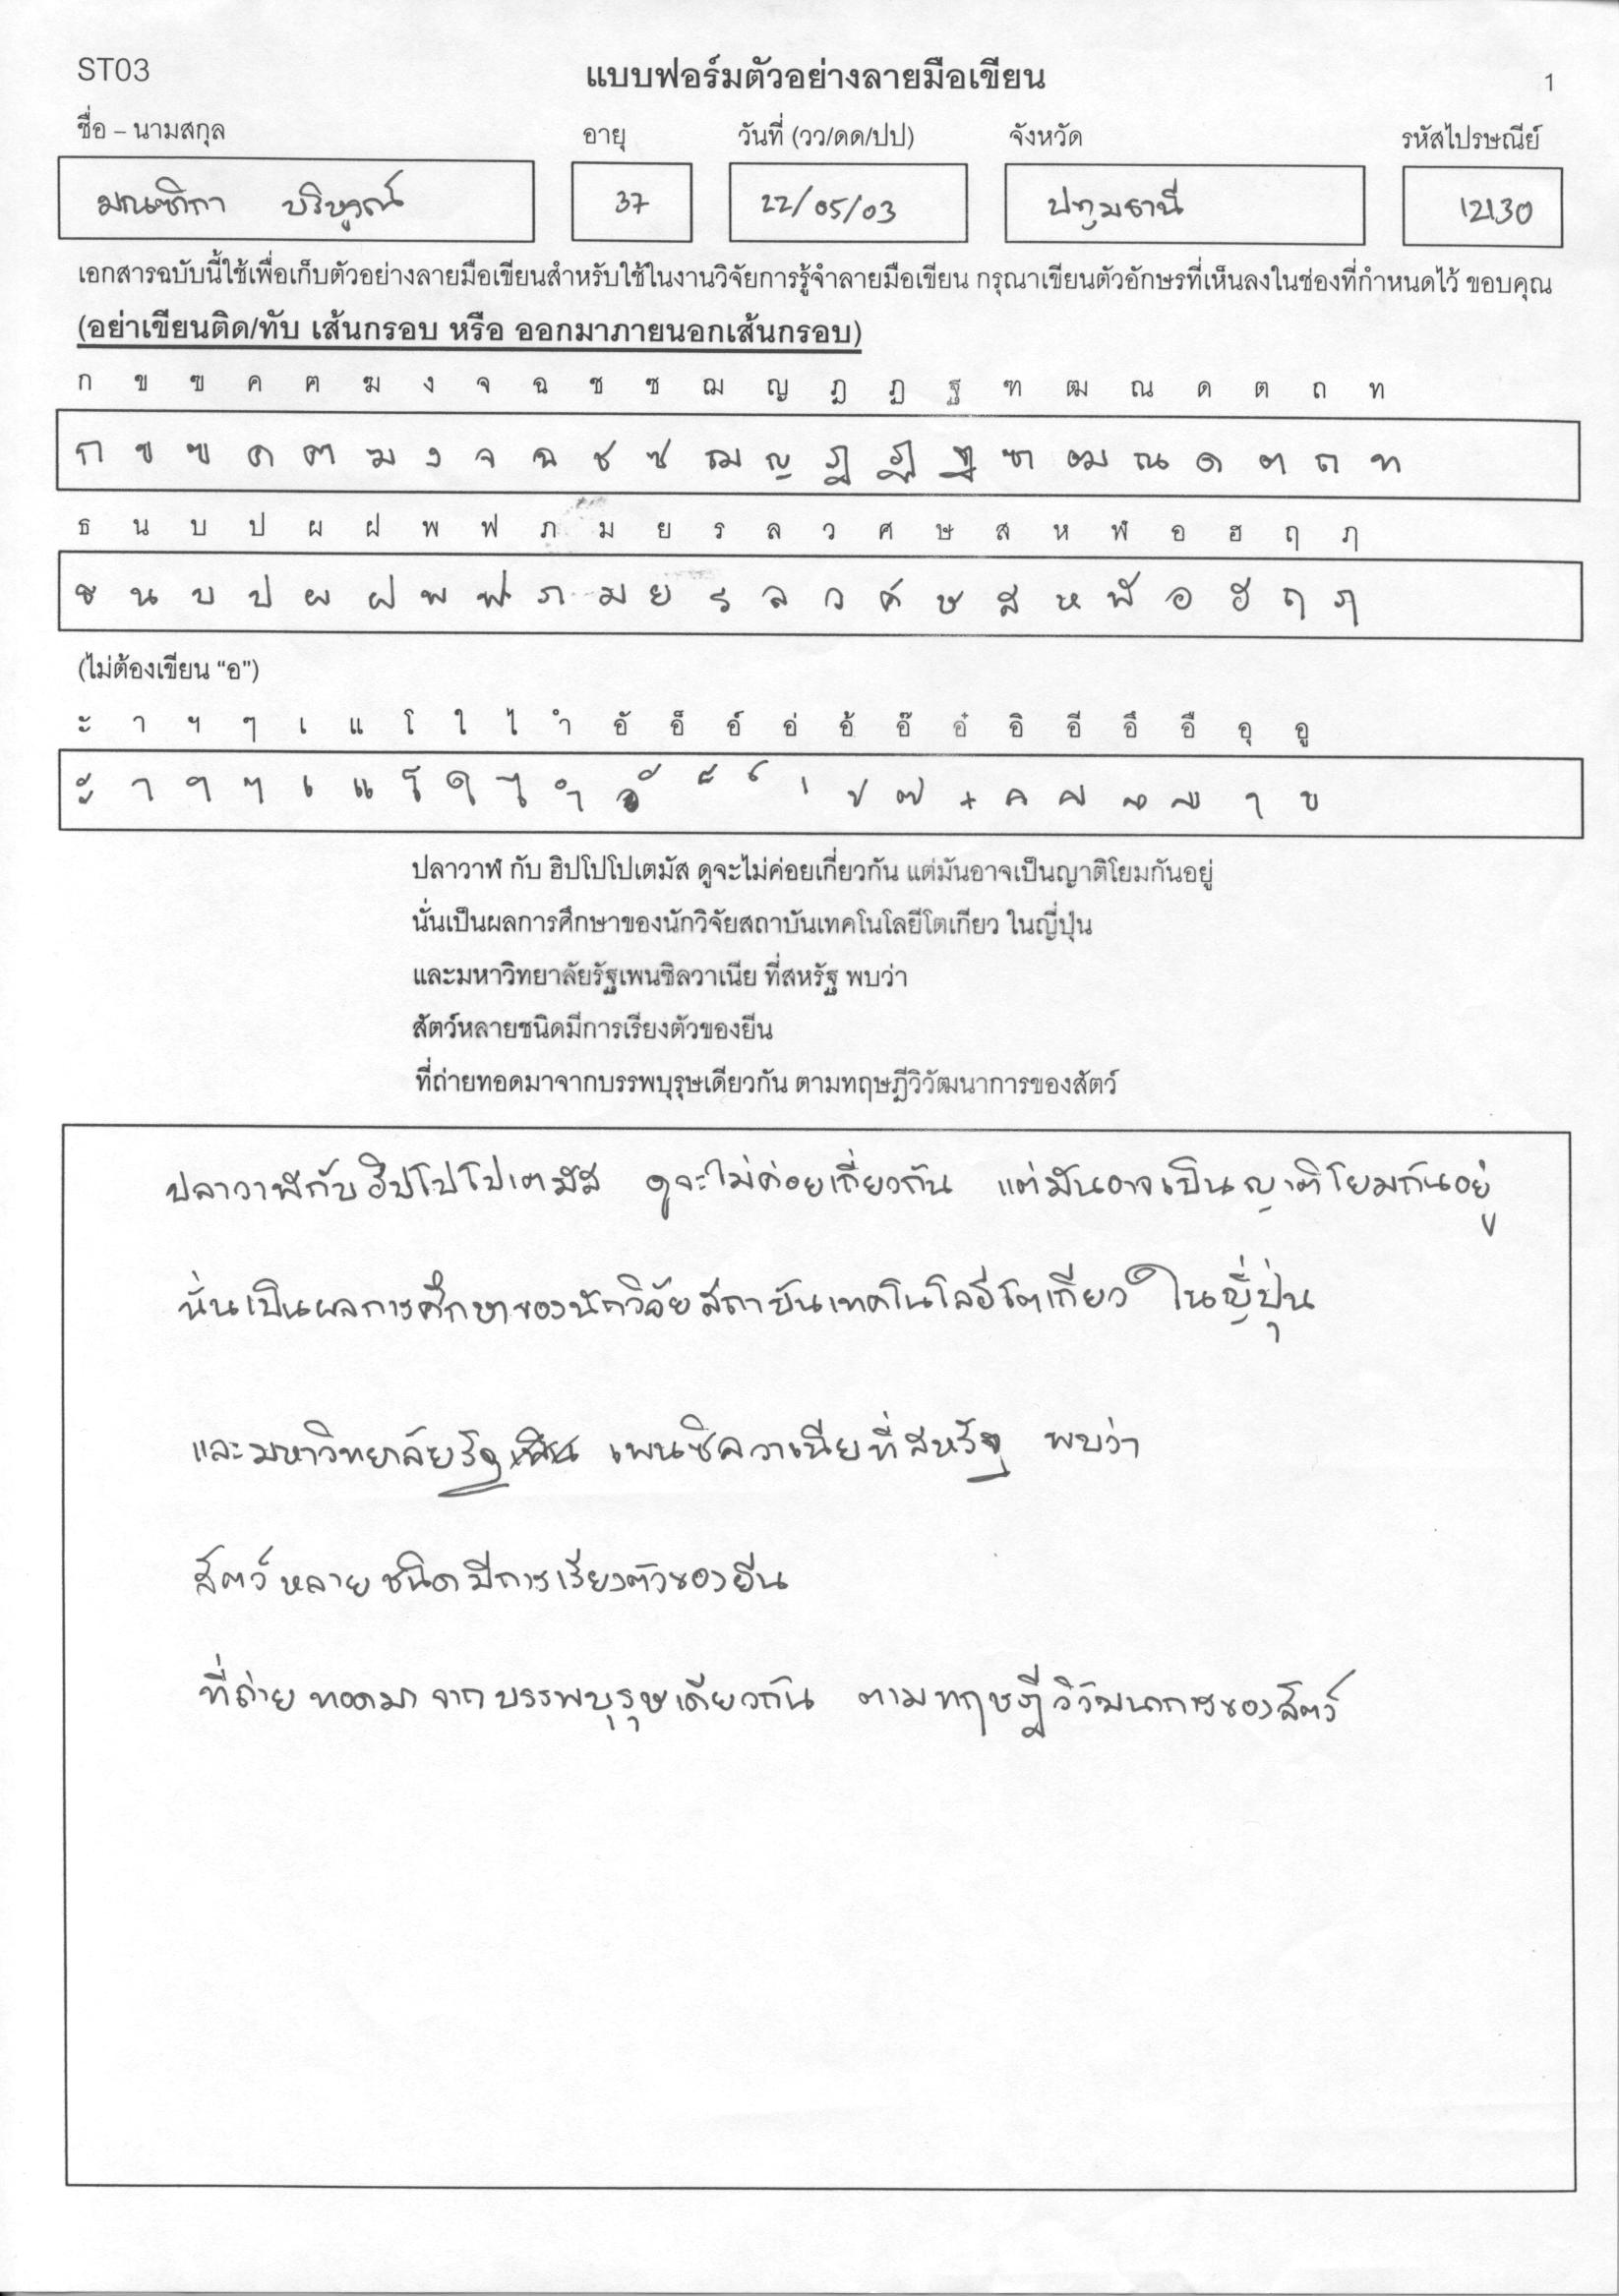 ST03 แบบฟอร์มตัวอย่างลายมือเขียน 1
ชื่อ – นามสกุล อายุ วันที่ (วว/ดด/ปป) จังหวัด รหัสไปรษณีย์
มณฑิกา บริบูรณ์ 37 22/05/03 ปทุมธานี 12130
เอกสารฉบับนี้ใช้เพื่อเก็บตัวอย่างลายมือเขียนสำหรับใช้ในงานวิจัยการรู้จำลายมือเขียน กรุณาเขียนตัวอักษรที่เห็นลงในช่องที่กำหนดไว้ ขอบคุณ
(อย่าเขียนติด/ทับ เส้นกรอบ หรือ ออกมาภายนอกเส้นกรอบ)
ก ข ฃ ค ฅ ฆ ง จ ฉ ช ซ ฌ ญ ฎ ฏ ฐ ฑ ฒ ณ ด ต ถ ท
ก ข ฃ ค ฅ ฆ ง จ ฉ ช ซ ฌ ญ ฎ ฏ ฐ ฑ ฒ ณ ด ต ถ ท
ธ น บ ป ผ ฝ พ ฟ ภ ม ย ร ล ว ศ ษ ส ห ฬ อ ฮ ฤ ฦ
ธ น บ ป ผ ฝ พ ฟ ภ ม ย ร ล ว ศ ษ ส ห ฬ อ ฮ ฤ ฦ
(ไม่ต้องเขียน “อ”)
ะ า ฯ ๆ เ แ โ ใ ไ ำ อั อ็ อ์ อ่ อ้ อ๊ อ๋ อิ อี อึ อื อุ อู
ะ า ฯ ๆ เ แ โ ใ ไ ำ อั ็ ์ ่ ้ ๊ ๋ ิ ี ึ ื ุ ู
ปลาวาฬ กับ ฮิปโปโปเตมัส ดูจะไม่ค่อยเกี่ยวกัน แต่มันอาจเป็นญาติโยมกันอยู่
นั่นเป็นผลการศึกษาของนักวิจัยสถาบันเทคโนโลยีโตเกียว ในญี่ปุ่น
และมหาวิทยาลัยรัฐเพนซิลวาเนีย ที่สหรัฐ พบว่า
สัตว์หลายชนิดมีการเรียงตัวของยีน
ที่ถ่ายทอดมาจากบรรพบุรุษเดียวกัน ตามทฤษฎีวิวัฒนาการของสัตว์
ปลาวาฬกับฮิปโปโปเตมัส ดูจะไม่ค่อยเกี่ยวกัน แต่มันอาจเป็นญาติโยมกันอยู่
นั่นเป็นผลการศึกษาของนักวิจัยสถาบันเทคโนโลยีโตเกียว ในญี่ปุ่น
และมหาวิทยาลัยรัฐ เพนซิลวาเนียที่สหรัฐ พบว่า
สัตว์หลายชนิดมีการเรียงตัวของยีน
ที่ถ่ายทอดมาจากบรรพบุรุษเดียวกัน ตามทฤษฎีวิวัฒนาการของสัตว์